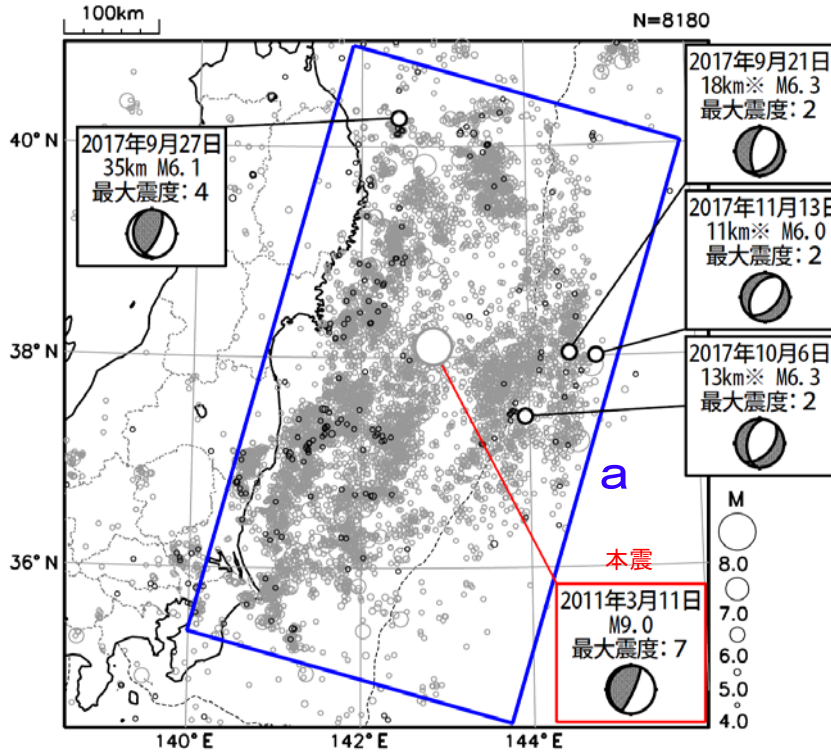 100km
N=8180
2017年9月21日
18km※ M6.3
最大震度:2
40°N
2017年9月27日
35km M6.1
最大震度:4
2017年11月13日
11km※ M6.0
最大震度:2
38°N
2017年10月6日
13km※ M6.3
最大震度:2
a
36°N
本震
2011年3月11日
M9.0
最大震度:7
M
8.0
7.0
6.0
5.0
4.0
140°E
142°E
144°E